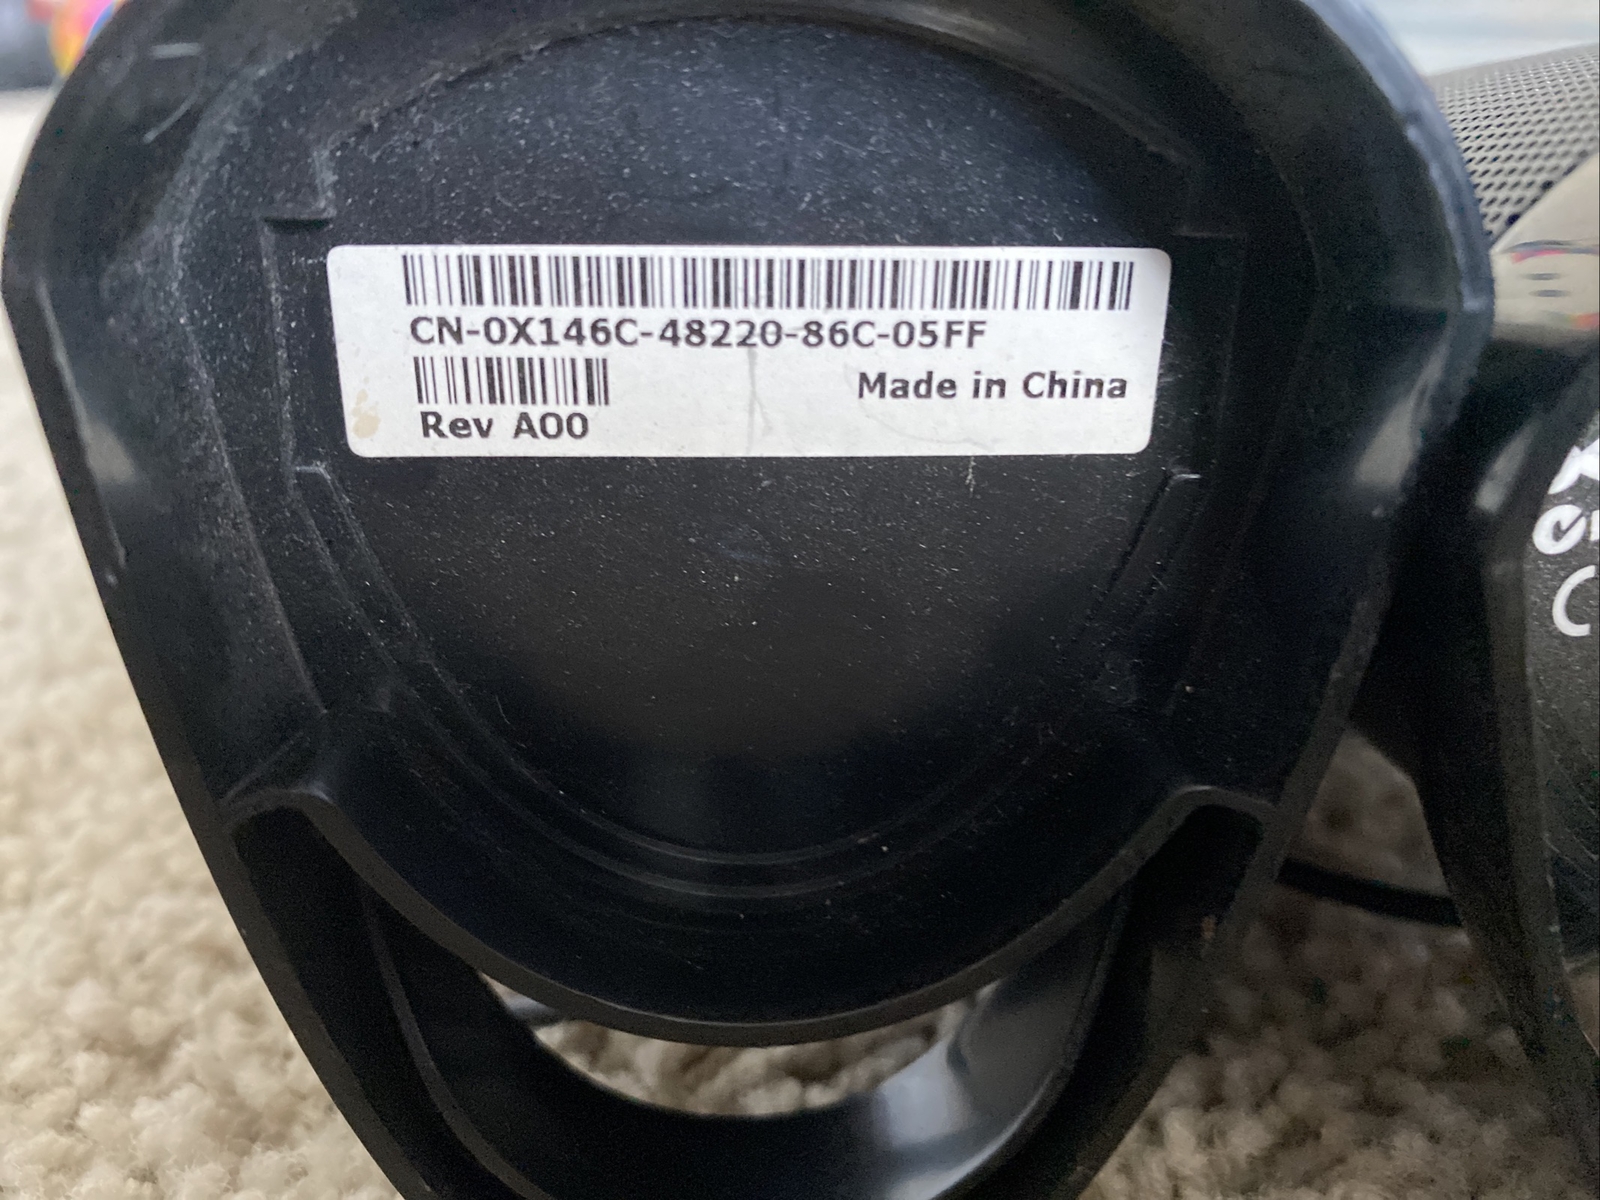 CN-0X146C-48220-86C-05FF
Made in China
Rev A00